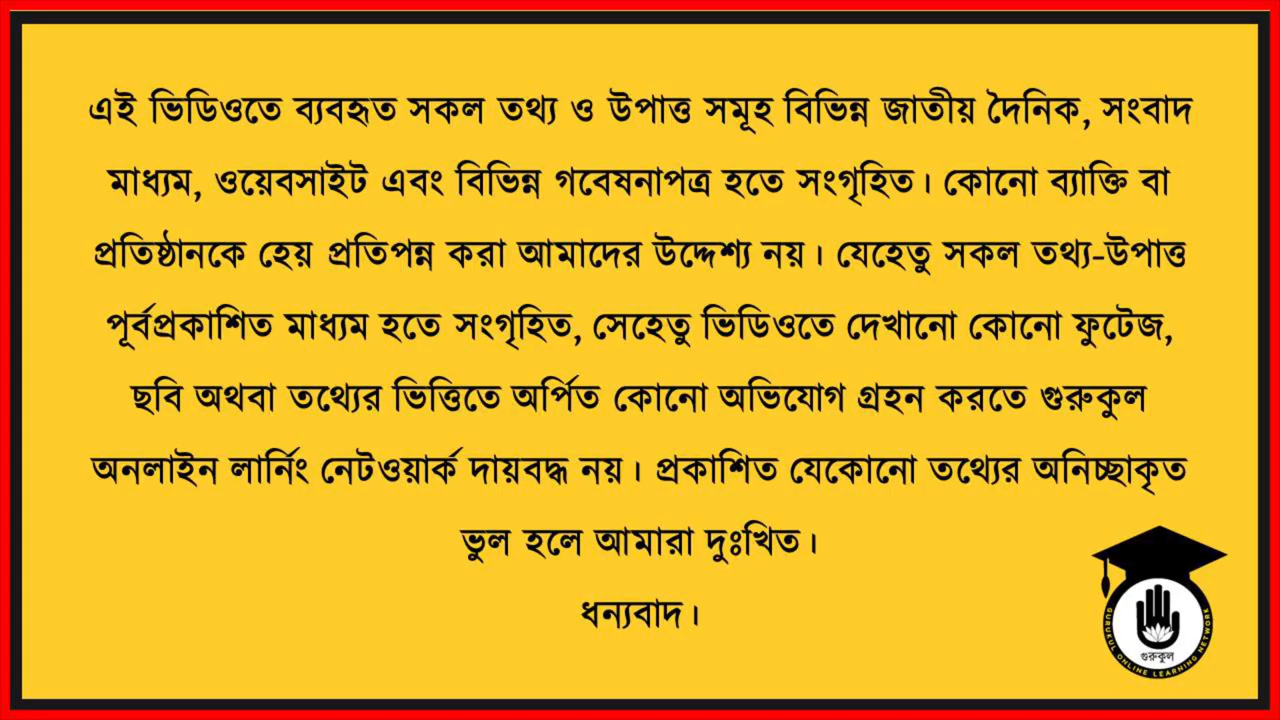 এই ভিডিওতে ব্যবহৃত সকল তথ্য ও উপাত্ত সমূহ বিভিন্ন জাতীয় দৈনিক, সংবাদ
মাধ্যম, ওয়েবসাইট এবং বিভিন্ন গবেষনাপত্র হতে সংগৃহিত। কোনো ব্যাক্তি বা
প্রতিষ্ঠানকে হেয় প্রতিপন্ন করা আমাদের উদ্দেশ্য নয়। যেহেতু সকল তথ্য-উপাত্ত
পূর্বপ্রকাশিত মাধ্যম হতে সংগৃহিত, সেহেতু ভিডিওতে দেখানো কোনো ফুটেজ,
ছবি অথবা তথ্যের ভিত্তিতে অর্পিত কোনো অভিযোগ গ্রহন করতে গুরুকুল
অনলাইন লার্নিং নেটওয়ার্ক দায়বদ্ধ নয়। প্রকাশিত যেকোনো তথ্যের অনিচ্ছাকৃত
ভুল হলে আমারা দুঃখিত।
ধন্যবাদ।
গুরুকুল
GURUKUL ONLINE LEARNING NETWORK